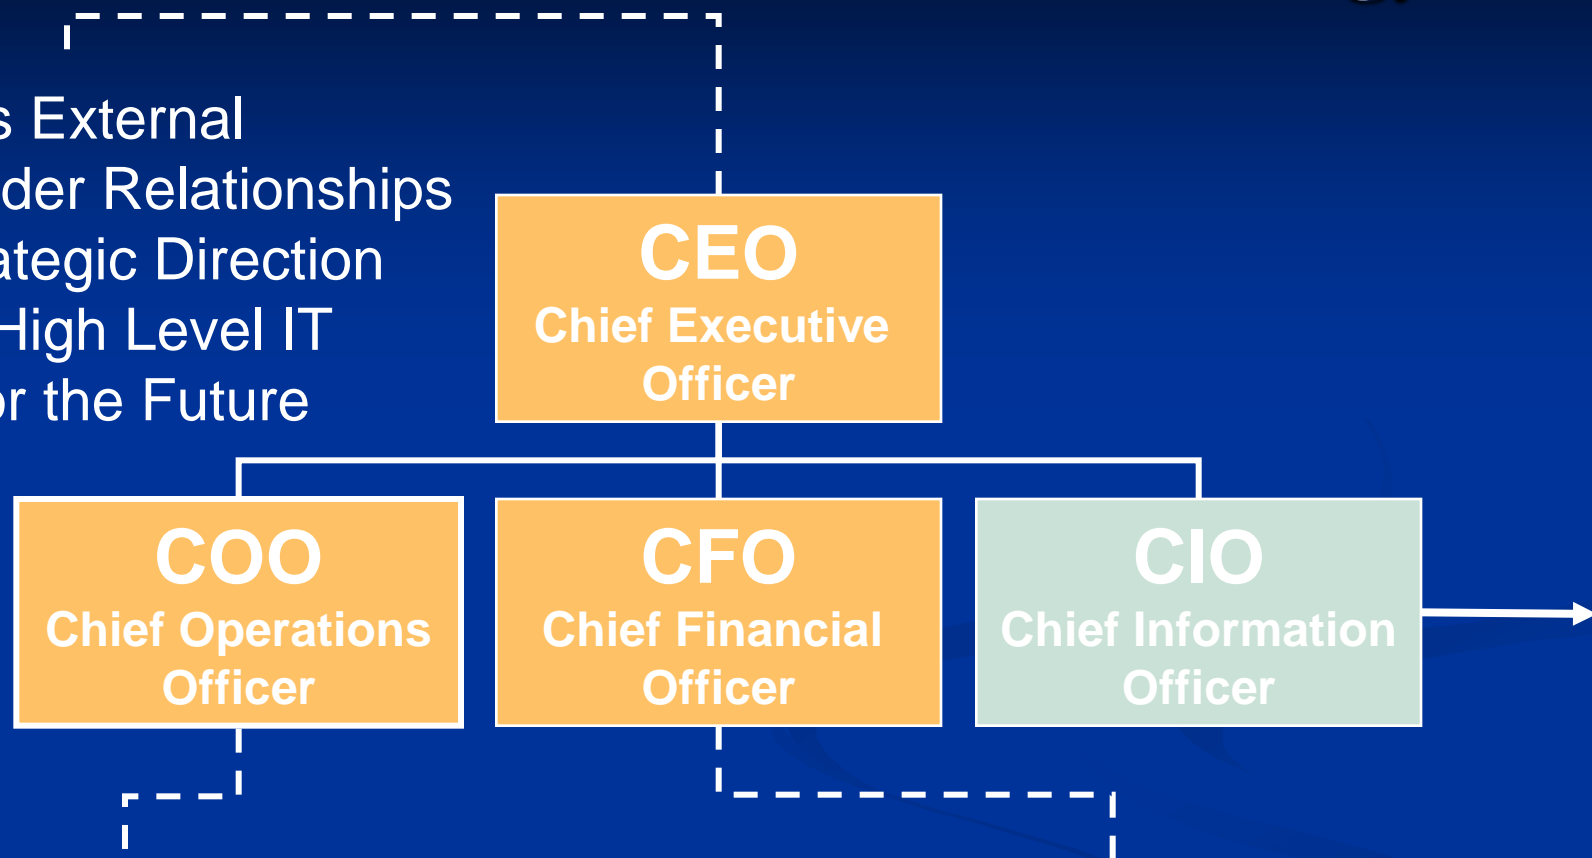 s External
der Relationships
ategic Direction
High Level IT
or the Future
CEO
Chief Executive
Officer
COO
Chief Operations
Officer
CFO
Chief Financial
Officer
CIO
Chief Information
Officer